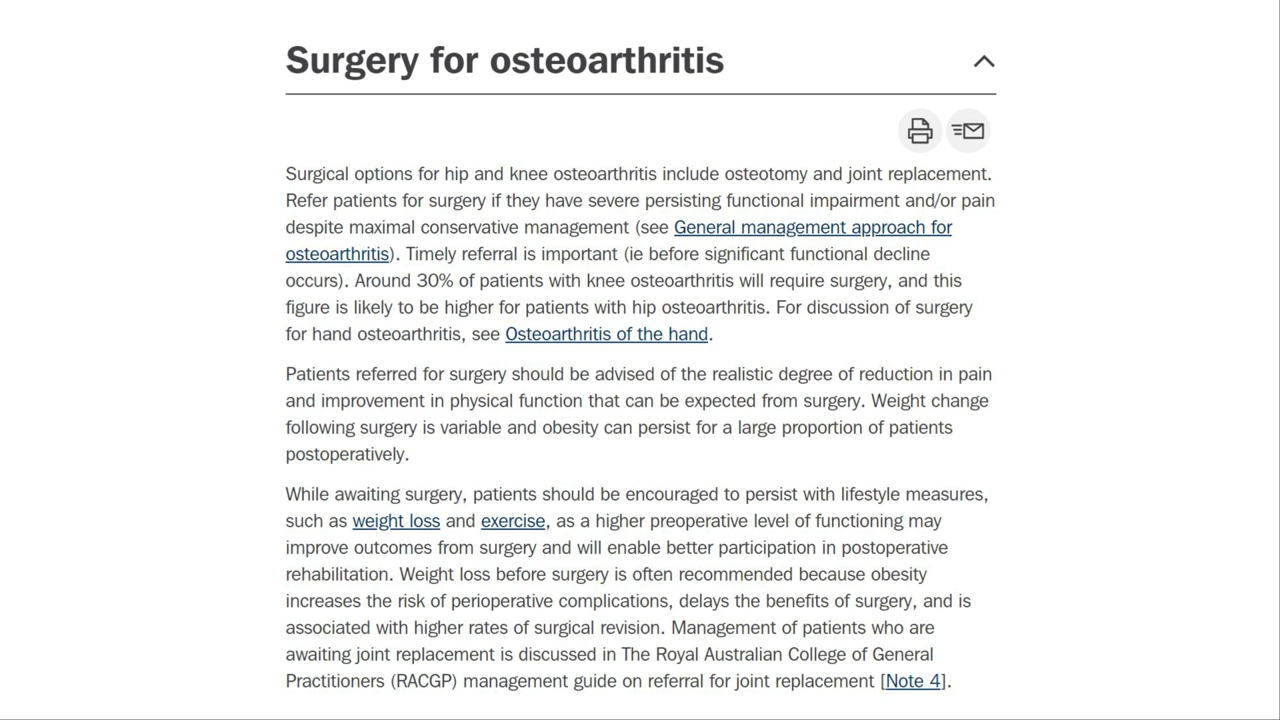 Surgery for osteoarthritis
Surgical options for hip and knee osteoarthritis include osteotomy and joint replacement.
Refer patients for surgery if they have severe persisting functional impairment and/or pain
despite maximal conservative management (see General management approach for
osteoarthritis). Timely referral is important (ie before significant functional decline
occurs). Around 30% of patients with knee osteoarthritis will require surgery, and this
figure is likely to be higher for patients with hip osteoarthritis. For discussion of surgery
for hand osteoarthritis, see Osteoarthritis of the hand.
Patients referred for surgery should be advised of the realistic degree of reduction in pain
and improvement in physical function that can be expected from surgery. Weight change
following surgery is variable and obesity can persist for a large proportion of patients
postoperatively.
While awaiting surgery, patients should be encouraged to persist with lifestyle measures,
such as weight loss and exercise, as a higher preoperative level of functioning may
improve outcomes from surgery and will enable better participation in postoperative
rehabilitation. Weight loss before surgery is often recommended because obesity
increases the risk of perioperative complications, delays the benefits of surgery, and is
associated with higher rates of surgical revision. Management of patients who are
awaiting joint replacement is discussed in The Royal Australian College of General
Practitioners (RACGP) management guide on referral for joint replacement [Note 4].